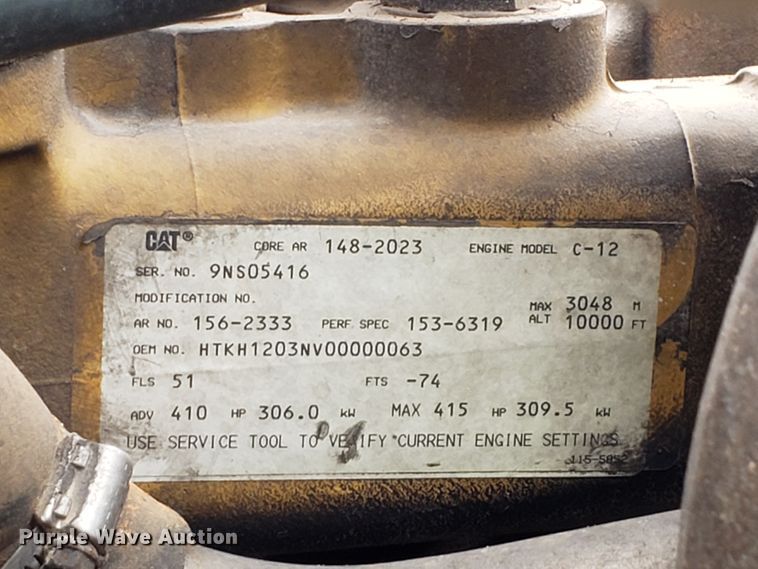 CAT® CORE AR 148-2023 ENGINE MODEL C-12
SER. NO. 9NS05416
MODIFICATION NO.
AR NO. 156-2333 PERF. SPEC 153-6319 MAX ALT 3048 M 10000 FT
OEM NO. HTKH1203NV00000063
FLS 51 FTS -74
ADV 410 HP 306.0 kW MAX 415 HP 309.5 kW
USE SERVICE TOOL TO VERIFY CURRENT ENGINE SETTINGS
115-5852
Purple Wave Auction